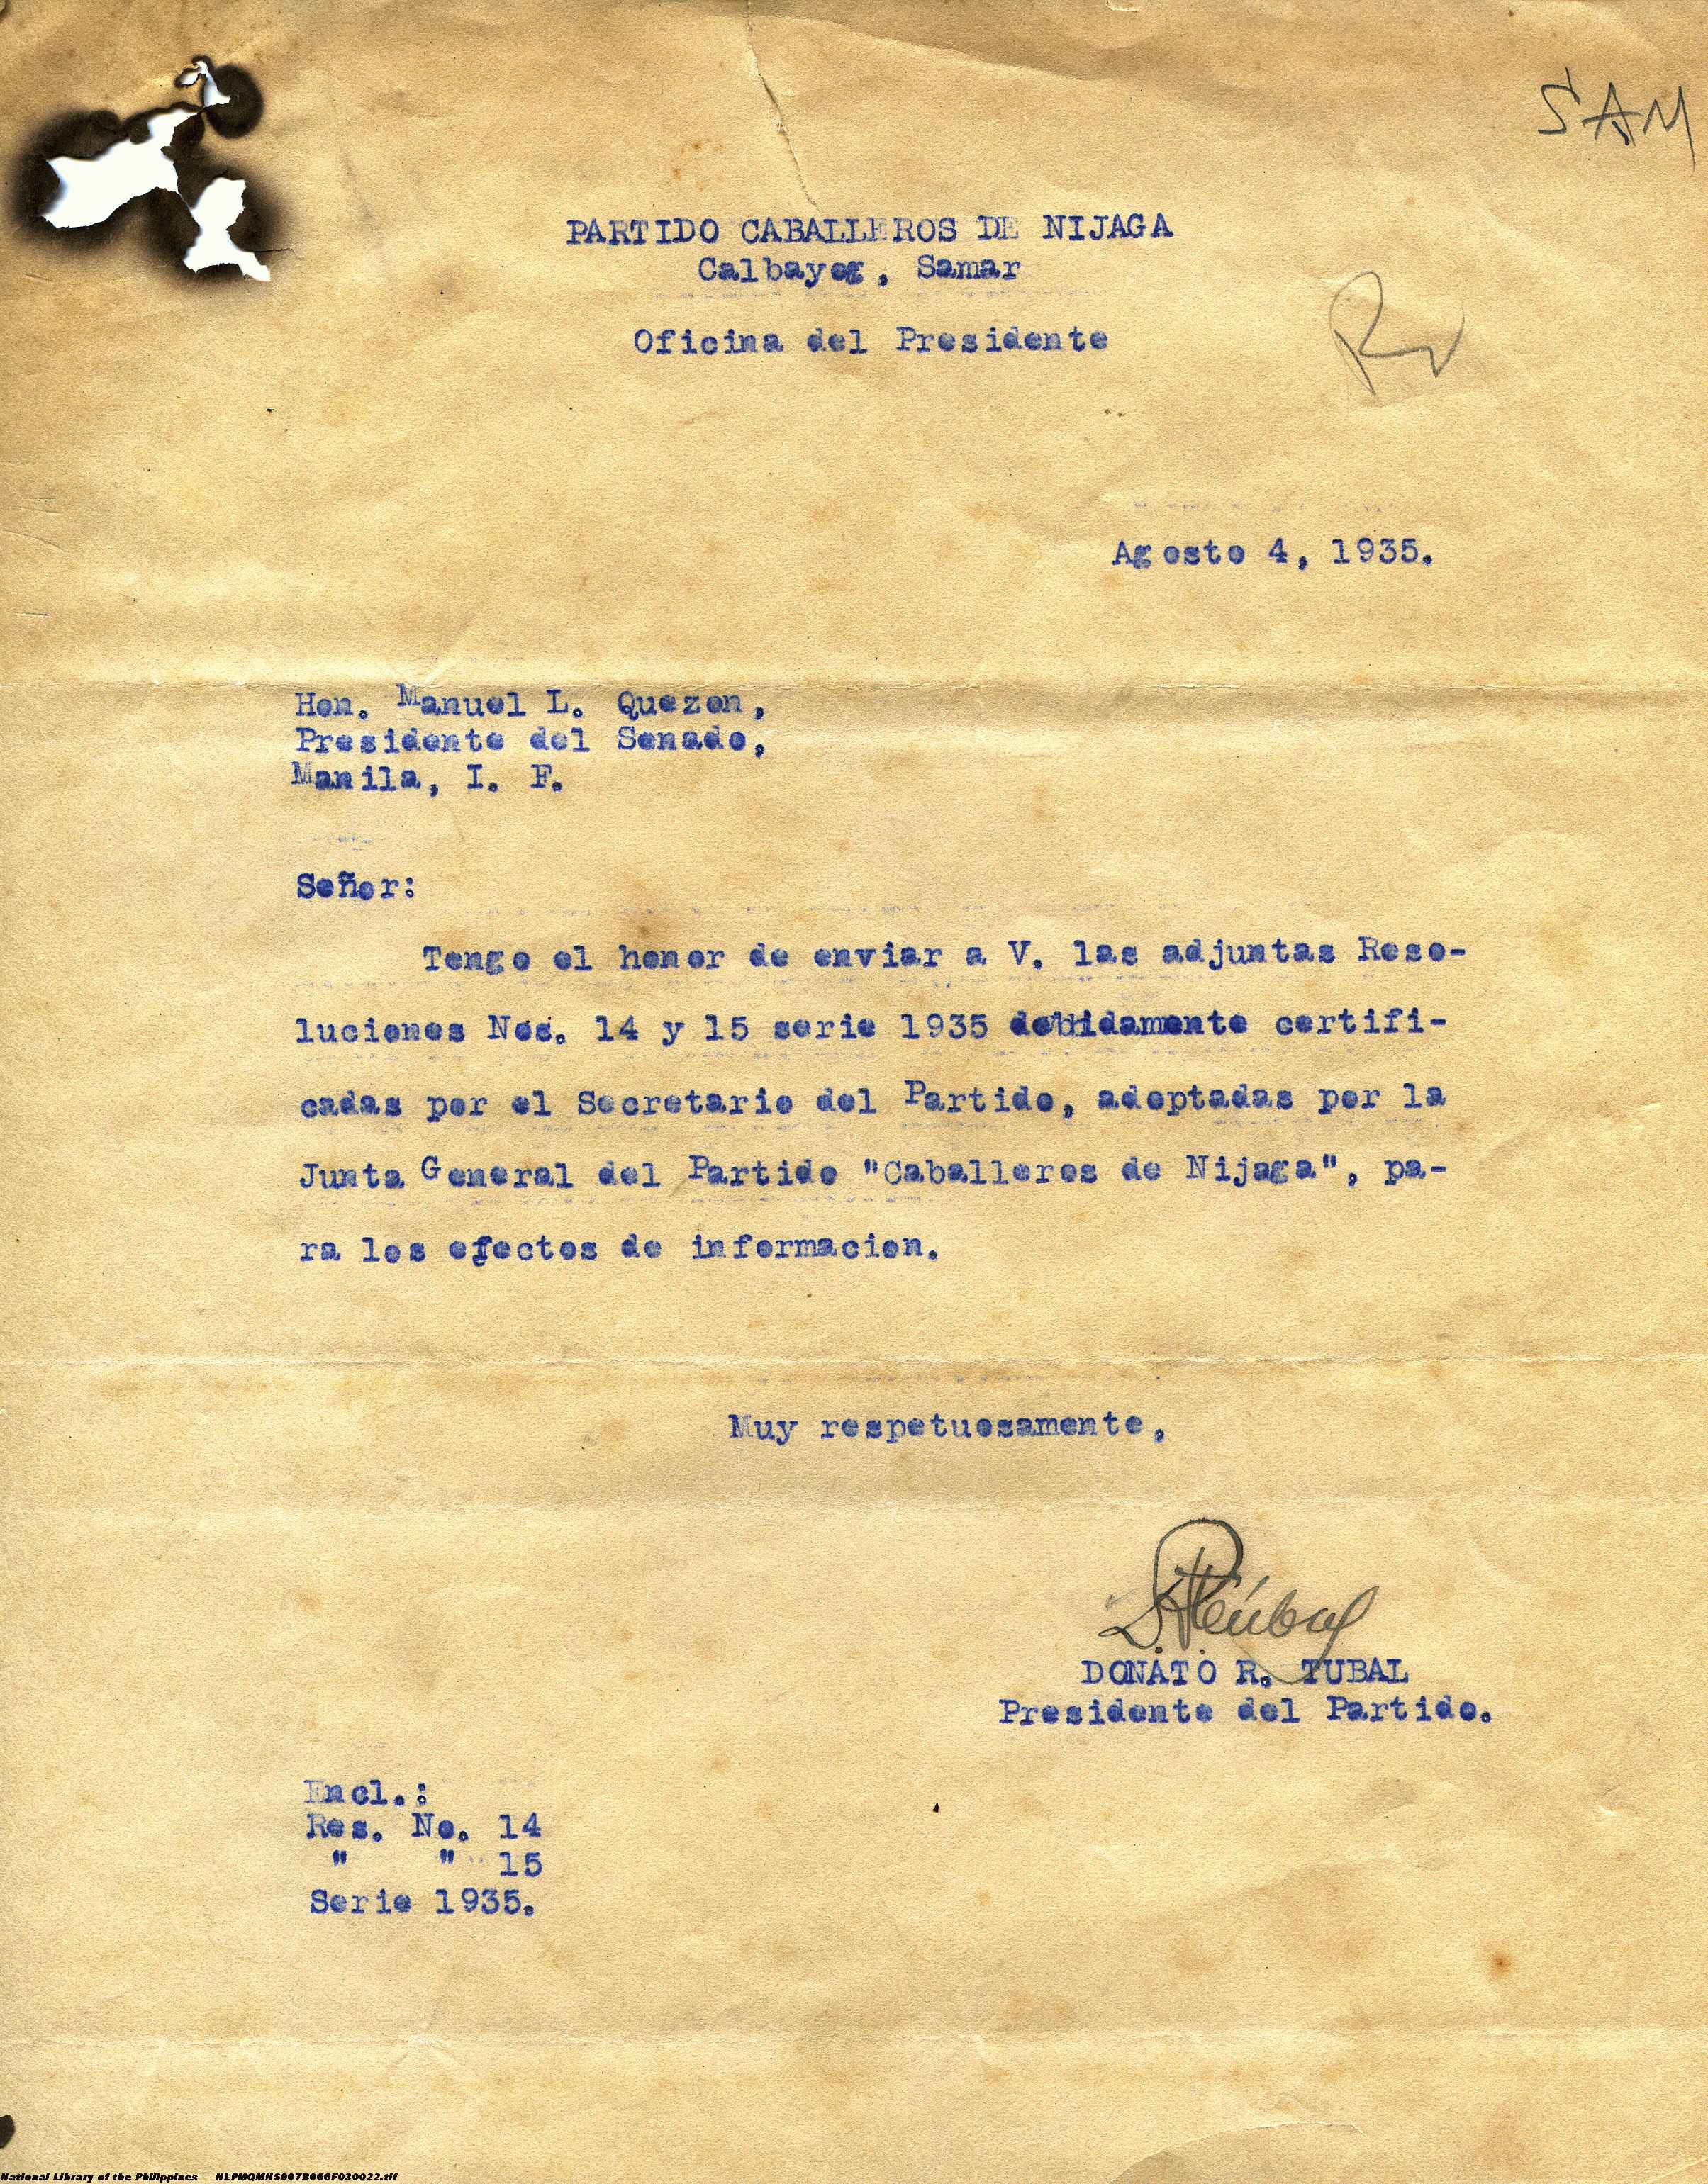 SAM
PARTIDO CABALLEROS DE NIJAGA
Calbayog, Samar
Oficina del Presidente
Agosto 4, 1935.
Hon. Manuel L. Quezon,
Presidente del Senado,
Manila, I. F.
Señor:
Tengo el honor de enviar a V. las adjuntas Reso-
luciones Nos. 14 y 15 serie 1935 debidamente certifi-
cadas por el Secretario del Partido, adoptadas por la
Junta General del Partido "Caballeros de Nijaga", pa-
ra los efectos de informacion.
Muy respetuosamente,
DONATO R. TUBAL
Presidente del Partido.
Encl.:
Res. No. 14
" " 15
Serie 1935.
National Library of the Philippines NLPMQMNS007B066F030022.tif